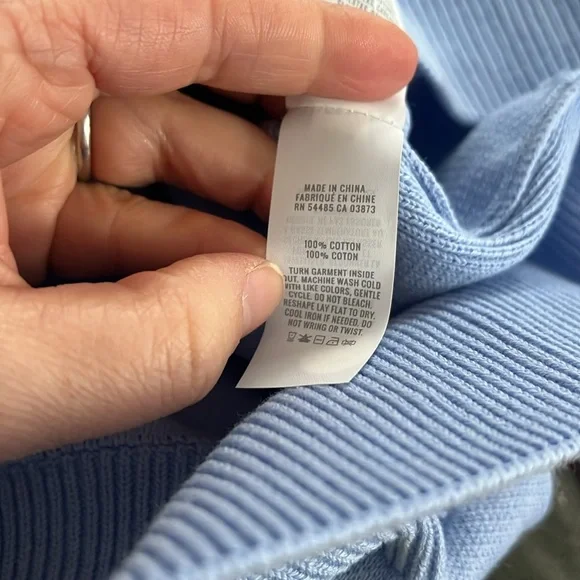 MADE IN CHINA
FABRIQUÉ EN CHINE
RN 54485 CA 03873
100% COTTON
100% COTON
TURN GARMENT INSIDE
OUT. MACHINE WASH COLD
WITH LIKE COLORS, GENTLE
CYCLE. DO NOT BLEACH.
RESHAPE LAY FLAT TO DRY.
COOL IRON IF NEEDED. DO
NOT WRING OR TWIST.